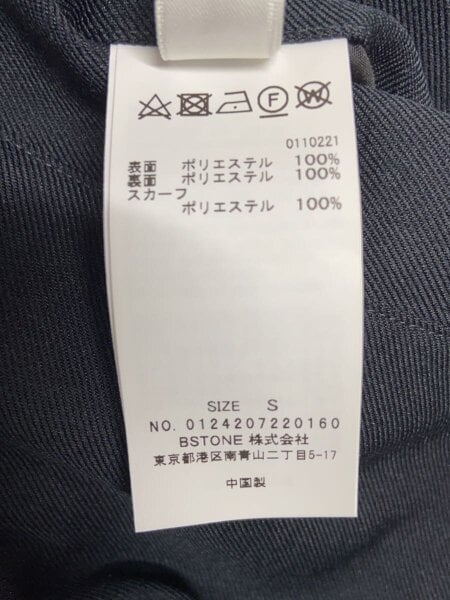 0110221
表面 ポリエステル 100%
裏面 ポリエステル 100%
スカーフ
ポリエステル 100%
SIZE S
NO. 0124207220160
BSTONE 株式会社
東京都港区南青山二丁目5-17
中国製